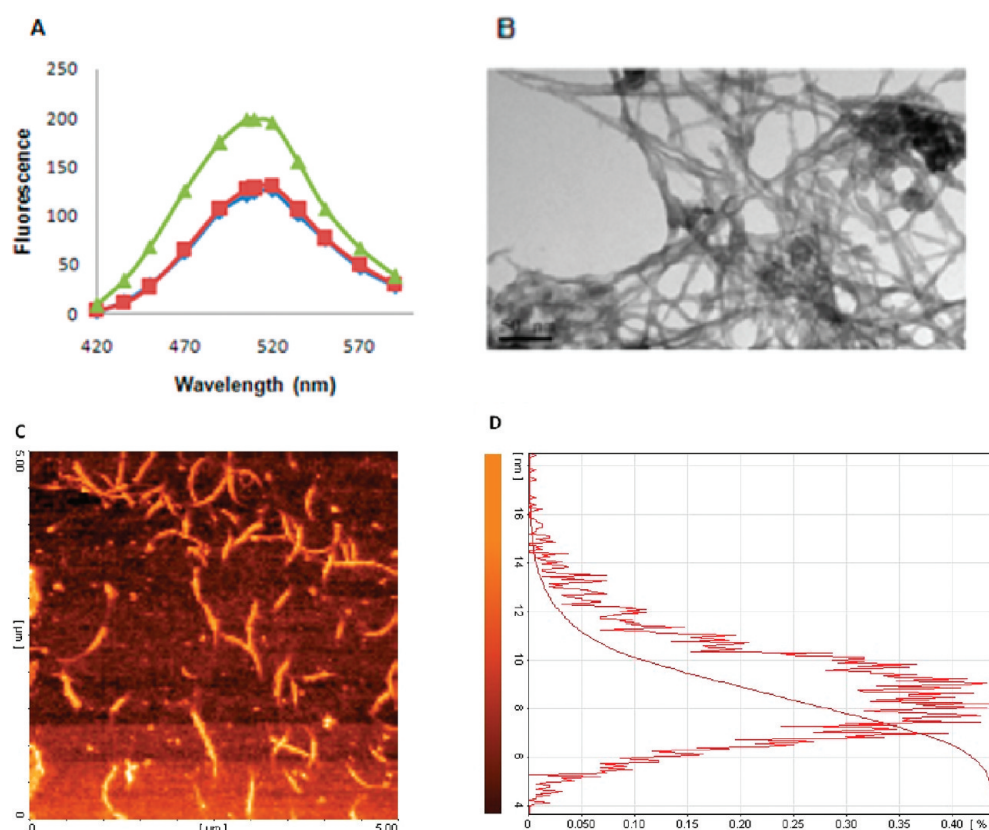 A
250
200
150
100
50
0
420 470 520 570
Fluorescence
Wavelength (nm)
B
50 nm
C
5.00
[ μm ]
0
0 [ μm ] 5.00
D
[ nm ]
16
14
12
10
8
6
4
0 0.050 0.10 0.15 0.20 0.25 0.30 0.35 0.40 [ %